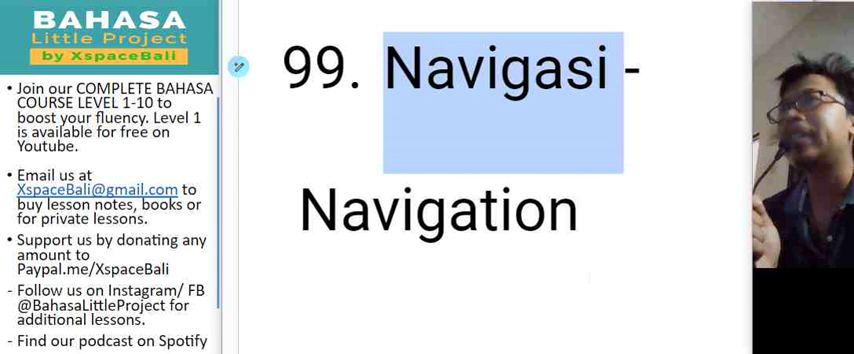 BAHASA
Little Project
by XspaceBali
• Join our COMPLETE BAHASA
COURSE LEVEL 1-10 to
boost your fluency. Level 1
is available for free on
Youtube.
• Email us at
XspaceBali@gmail.com to
buy lesson notes, books or
for private lessons.
• Support us by donating any
amount to
Paypal.me/XspaceBali
- Follow us on Instagram/ FB
@BahasaLittleProject for
additional lessons.
- Find our podcast on Spotify
99. Navigasi -
Navigation